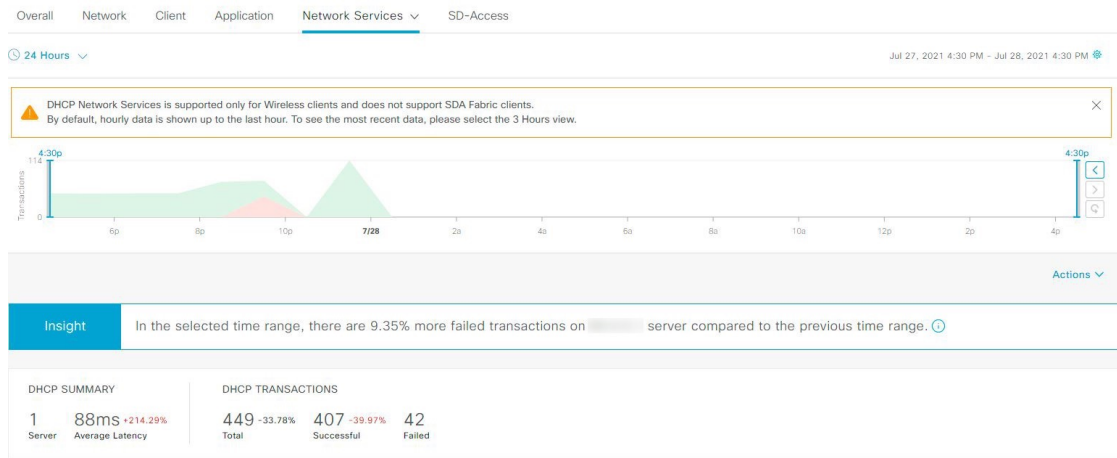 Overall Network Client Application Network Services SD-Access
24 Hours
Jul 27, 2021 4:30 PM - Jul 28, 2021 4:30 PM
DHCP Network Services is supported only for Wireless clients and does not support SDA Fabric clients.
By default, hourly data is shown up to the last hour. To see the most recent data, please select the 3 Hours view.
4:30p 4:30p
114
Transactions
0
6p 8p 10p 7/28 2a 4a 6a 8a 10a 12p 2p 4p
Actions
Insight In the selected time range, there are 9.35% more failed transactions on server compared to the previous time range.
DHCP SUMMARY DHCP TRANSACTIONS
1 88ms +214.29% 449 -33.78% 407 -39.97% 42
Server Average Latency Total Successful Failed